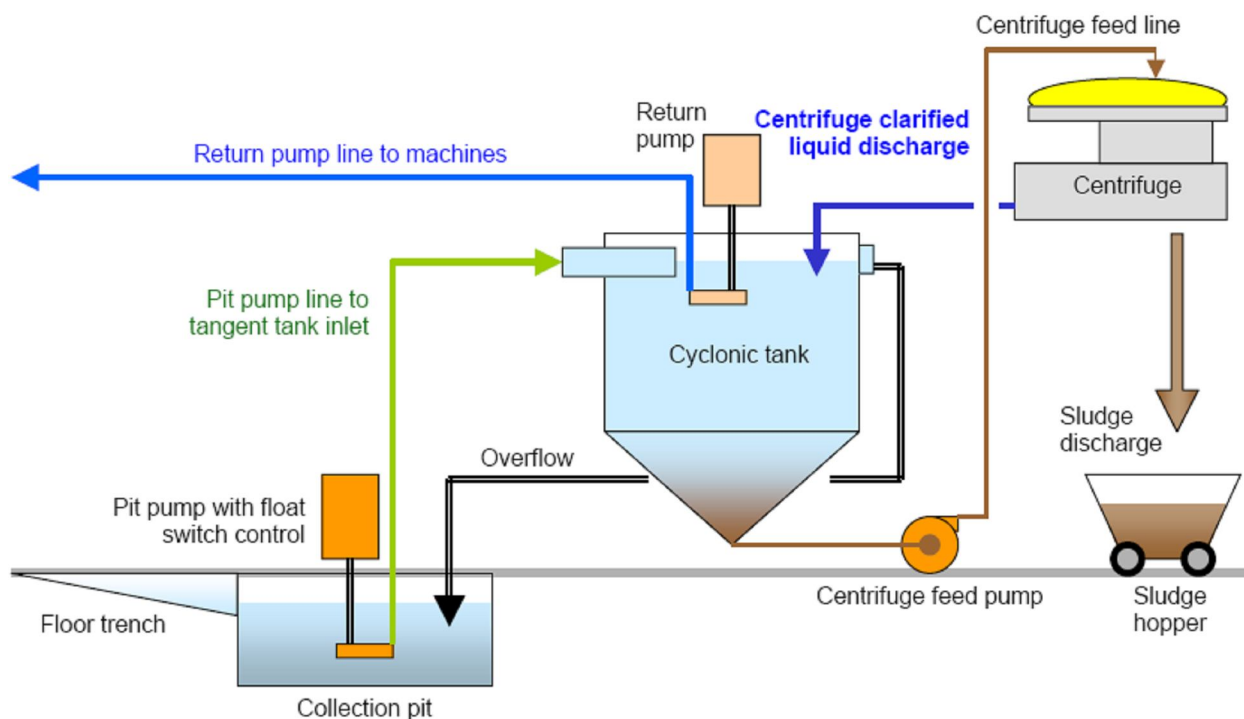 Centrifuge feed line
Return
pump
Centrifuge clarified
liquid discharge
Return pump line to machines
Centrifuge
Pit pump line to
tangent tank inlet
Cyclonic tank
Sludge
discharge
Overflow
Pit pump with float
switch control
Centrifuge feed pump
Sludge
hopper
Floor trench
Collection pit